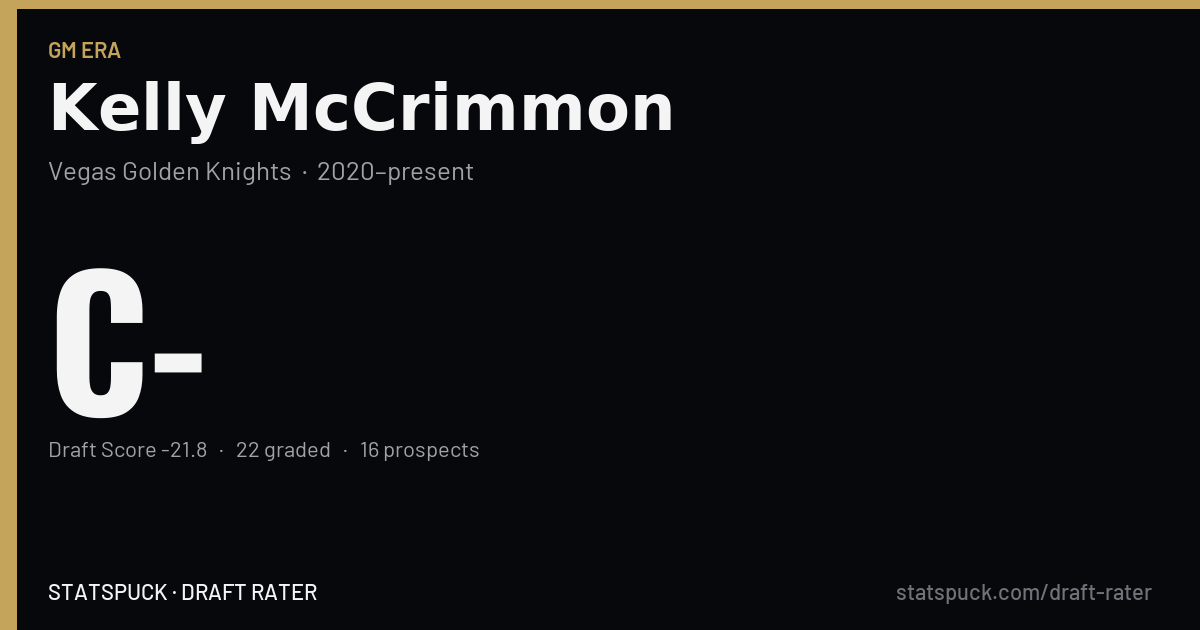 GM ERA
Kelly McCrimmon
Vegas Golden Knights · 2020–present
C-
Draft Score -21.8 · 22 graded · 16 prospects
STATSPUCK · DRAFT RATER
statspuck.com/draft-rater